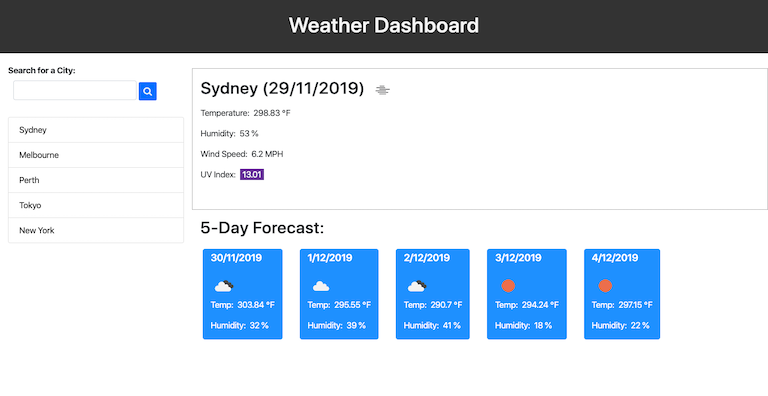 Weather Dashboard
Search for a City:
Sydney
Melbourne
Perth
Tokyo
New York
Sydney (29/11/2019)
Temperature: 298.83 °F
Humidity: 53 %
Wind Speed: 6.2 MPH
UV Index: 13.01
5-Day Forecast:
30/11/2019
Temp: 303.84 °F
Humidity: 32 %
1/12/2019
Temp: 295.55 °F
Humidity: 39 %
2/12/2019
Temp: 290.7 °F
Humidity: 41 %
3/12/2019
Temp: 294.24 °F
Humidity: 18 %
4/12/2019
Temp: 297.15 °F
Humidity: 22 %